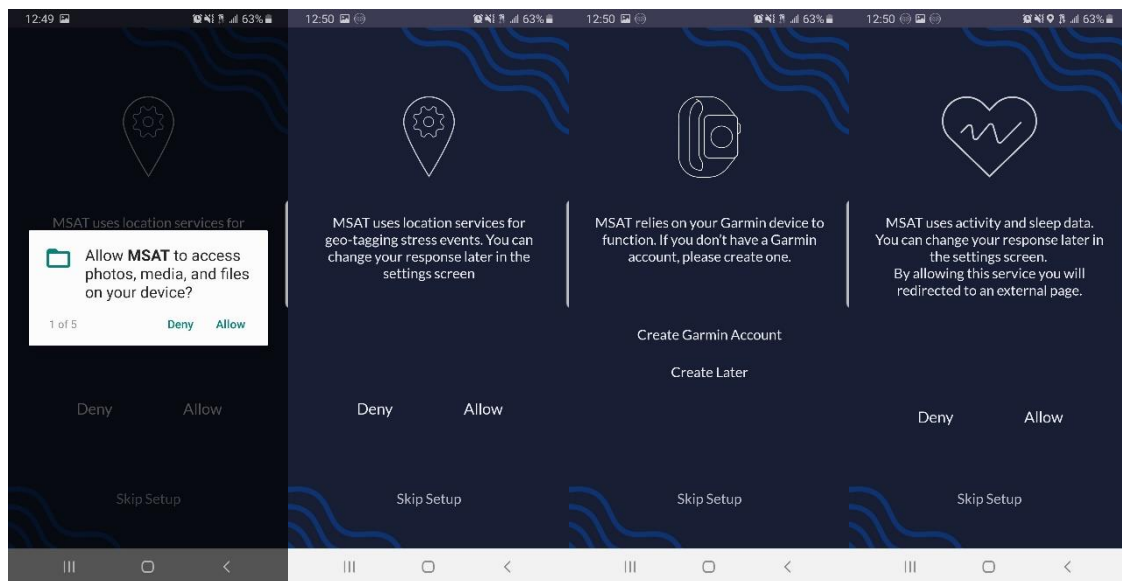 12:49
63%
MSAT uses location services for
Allow MSAT to access
photos, media, and files
on your device?
1 of 5
Deny
Allow
Deny
Allow
Skip Setup
12:50
63%
MSAT uses location services for
geo-tagging stress events. You can
change your response later in the
settings screen
Deny
Allow
Skip Setup
12:50
63%
MSAT relies on your Garmin device to
function. If you don't have a Garmin
account, please create one.
Create Garmin Account
Create Later
Skip Setup
12:50
63%
MSAT uses activity and sleep data.
You can change your response later in
the settings screen.
By allowing this service you will
redirected to an external page.
Deny
Allow
Skip Setup